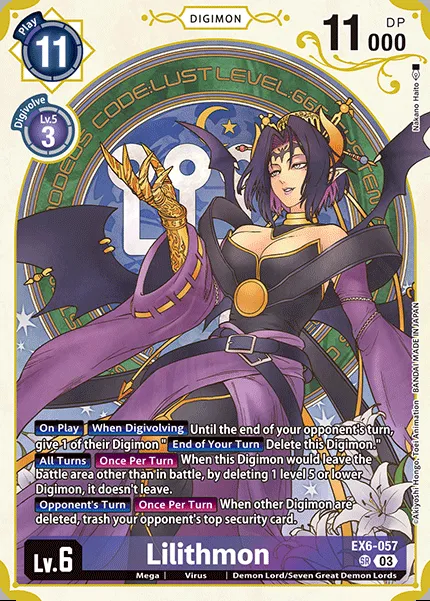 Play
11
DIGIMON
11000
DP
Digivolve
Lv.5
3
CODE:LUST LEVEL:666
Nakano Haito
©Akiyoshi Hongo, Toei Animation BANDAI MADE IN JAPAN
On Play When Digivolving Until the end of your opponent's turn,
give 1 of their Digimon " End of Your Turn Delete this Digimon."
All Turns Once Per Turn When this Digimon would leave the
battle area other than in battle, by deleting 1 level 5 or lower
Digimon, it doesn't leave.
Opponent's Turn Once Per Turn When other Digimon are
deleted, trash your opponent's top security card.
Lv.6
Lilithmon
EX6-057
SR 03
Mega Virus Demon Lord/Seven Great Demon Lords